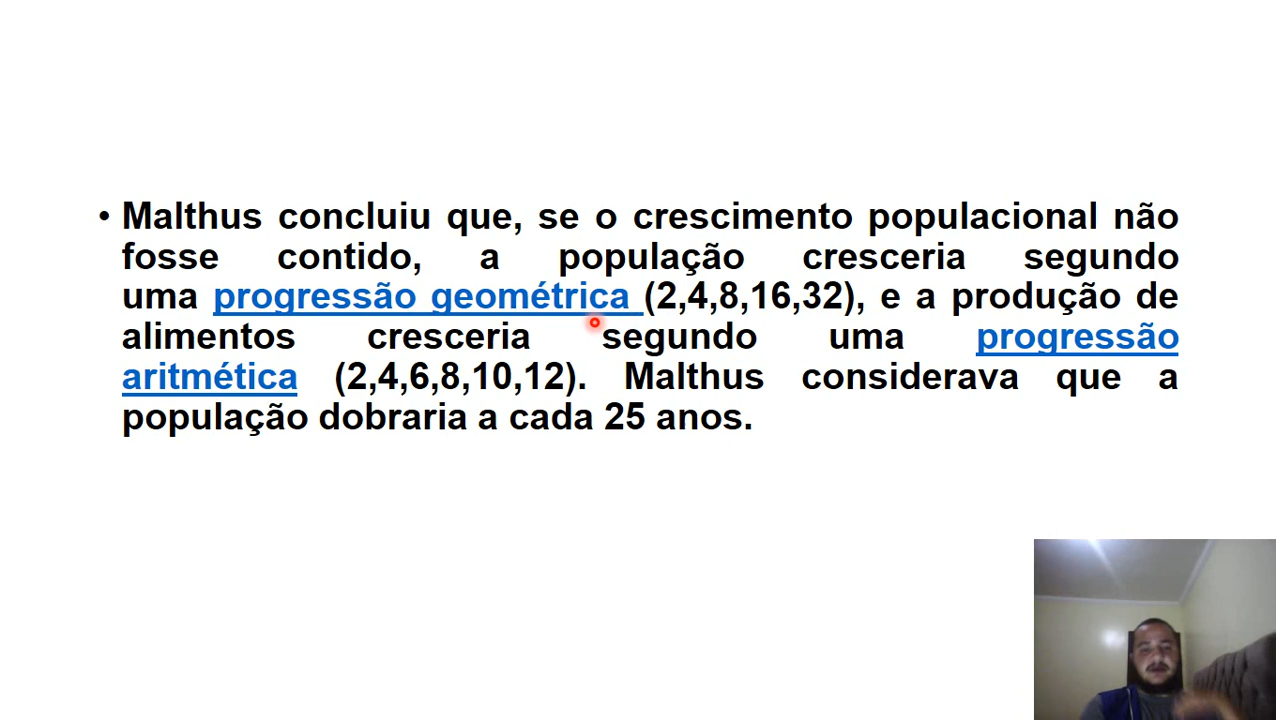 • Malthus concluiu que, se o crescimento populacional não
fosse contido, a população cresceria segundo
uma progressão geométrica (2,4,8,16,32), e a produção de
alimentos cresceria segundo uma progressão
aritmética (2,4,6,8,10,12). Malthus considerava que a
população dobraria a cada 25 anos.